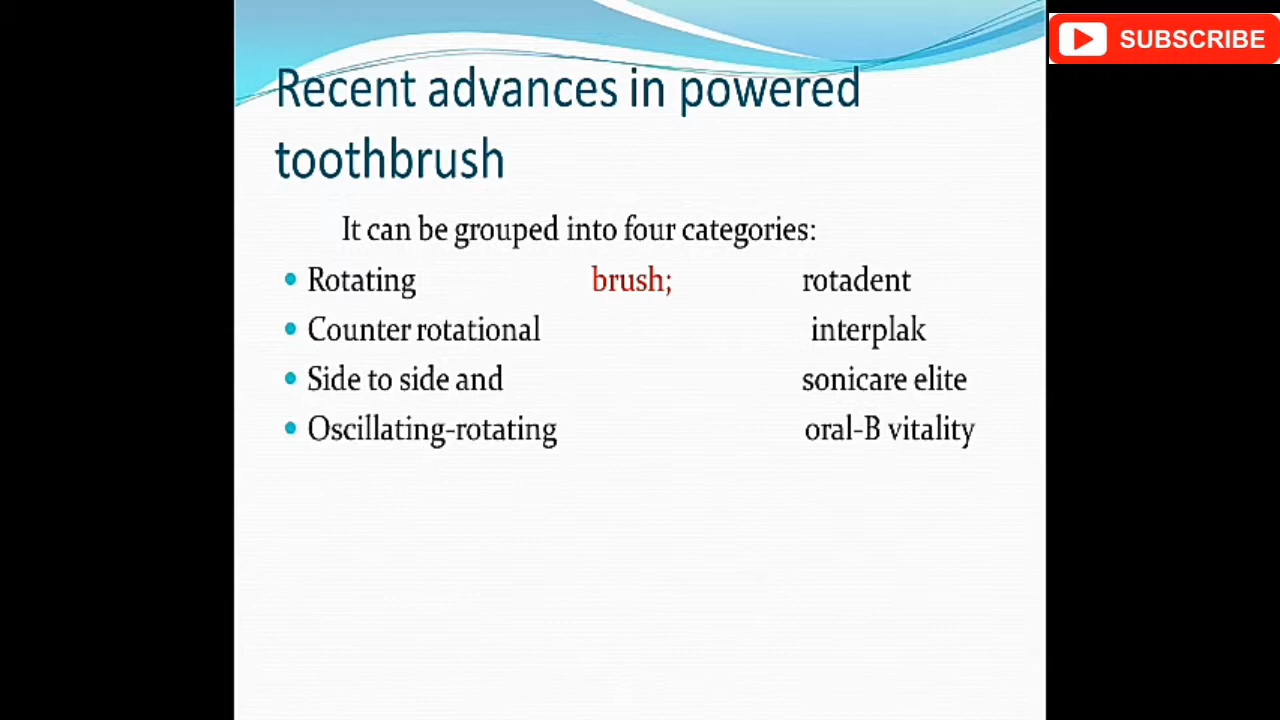 SUBSCRIBE
Recent advances in powered
toothbrush
It can be grouped into four categories:
Rotating brush; rotadent
Counter rotational interplak
Side to side and sonicare elite
Oscillating-rotating oral-B vitality